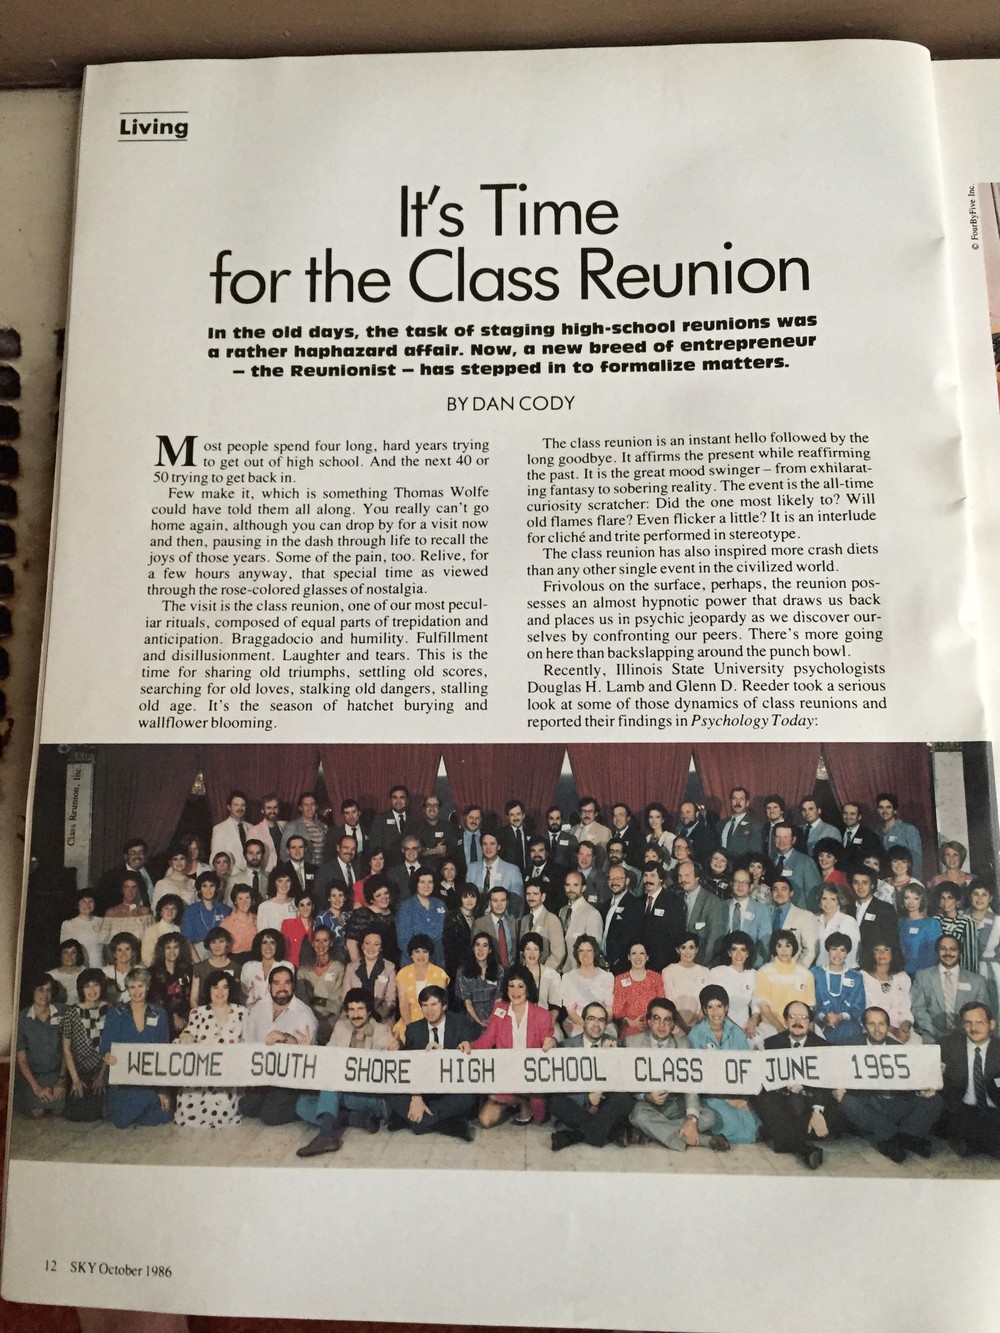 Living
It's Time
for the Class Reunion
In the old days, the task of staging high-school reunions was
a rather haphazard affair. Now, a new breed of entrepreneur
– the Reunionist – has stepped in to formalize matters.
BY DAN CODY
Most people spend four long, hard years trying
to get out of high school. And the next 40 or
50 trying to get back in.
Few make it, which is something Thomas Wolfe
could have told them all along. You really can't go
home again, although you can drop by for a visit now
and then, pausing in the dash through life to recall the
joys of those years. Some of the pain, too. Relive, for
a few hours anyway, that special time as viewed
through the rose-colored glasses of nostalgia.
The visit is the class reunion, one of our most pecul-
iar rituals, composed of equal parts of trepidation and
anticipation. Braggadocio and humility. Fulfillment
and disillusionment. Laughter and tears. This is the
time for sharing old triumphs, settling old scores,
searching for old loves, stalking old dangers, stalling
old age. It's the season of hatchet burying and
wallflower blooming.
The class reunion is an instant hello followed by the
long goodbye. It affirms the present while reaffirming
the past. It is the great mood swinger – from exhilarat-
ing fantasy to sobering reality. The event is the all-time
curiosity scratcher: Did the one most likely to? Will
old flames flare? Even flicker a little? It is an interlude
for cliché and trite performed in stereotype.
The class reunion has also inspired more crash diets
than any other single event in the civilized world.
Frivolous on the surface, perhaps, the reunion pos-
sesses an almost hypnotic power that draws us back
and places us in psychic jeopardy as we discover our-
selves by confronting our peers. There's more going
on here than backslapping around the punch bowl.
Recently, Illinois State University psychologists
Douglas H. Lamb and Glenn D. Reeder took a serious
look at some of those dynamics of class reunions and
reported their findings in Psychology Today:
© FourByFive Inc.
Class Reunion, Inc.
WELCOME SOUTH SHORE HIGH SCHOOL CLASS OF JUNE 1965
12 SKY October 1986